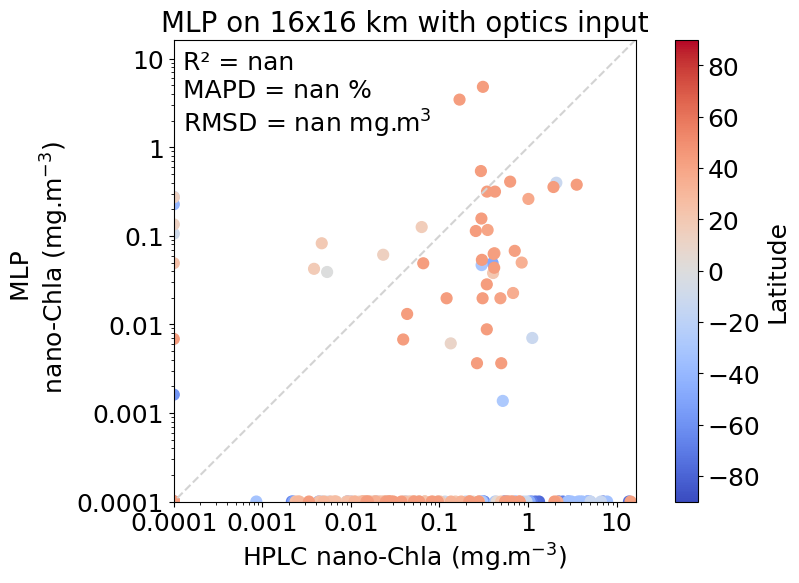 MLP on 16x16 km with optics input
R² = nan
MAPD = nan %
RMSD = nan mg.m³
10
1
0.1
0.01
0.001
0.0001
MLP
nano-Chla (mg.m⁻³)
0.0001
0.001
0.01
0.1
1
10
HPLC nano-Chla (mg.m⁻³)
80
60
40
20
0
−20
−40
−60
−80
Latitude